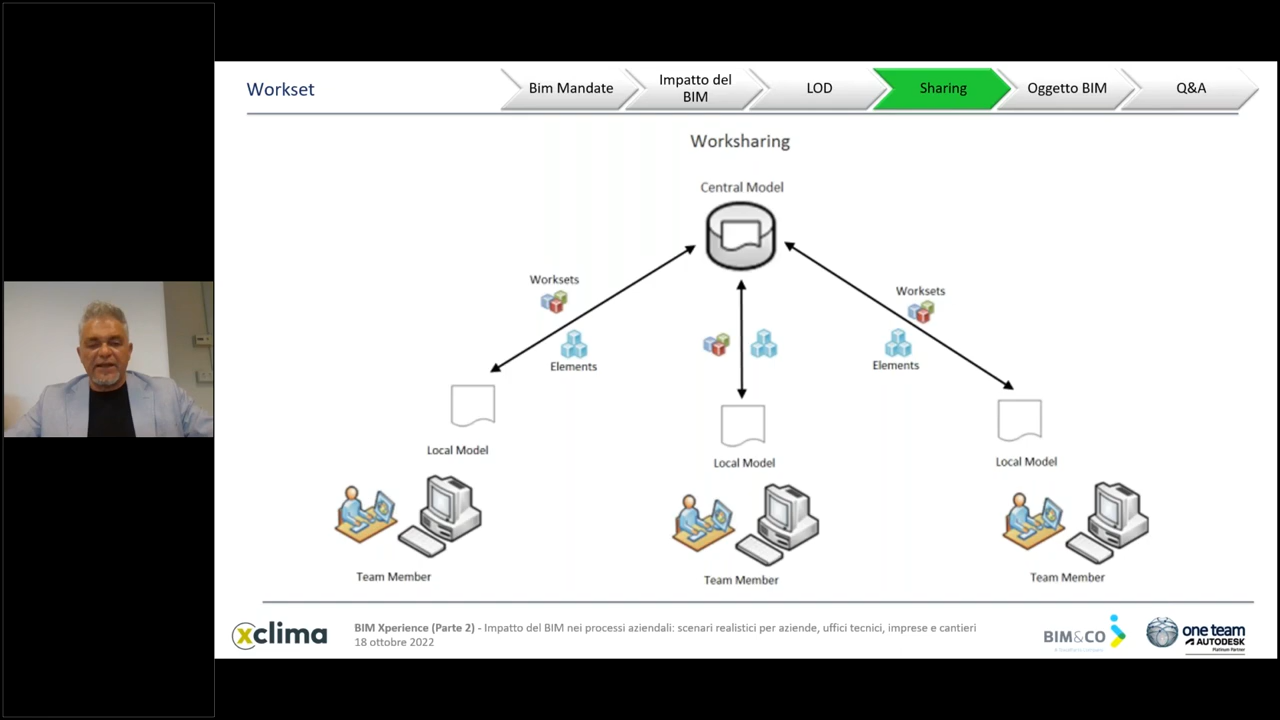 Workset
Bim Mandate
Impatto del
BIM
LOD
Sharing
Oggetto BIM
Q&A
Worksharing
Central Model
Worksets
Elements
Worksets
Elements
Local Model
Local Model
Local Model
Team Member
Team Member
Team Member
xclima
BIM Xperience (Parte 2) - Impatto del BIM nei processi aziendali: scenari realistici per aziende, uffici tecnici, imprese e cantieri
18 ottobre 2022
BIM&CO
one team
AUTODESK
Platinum Partner